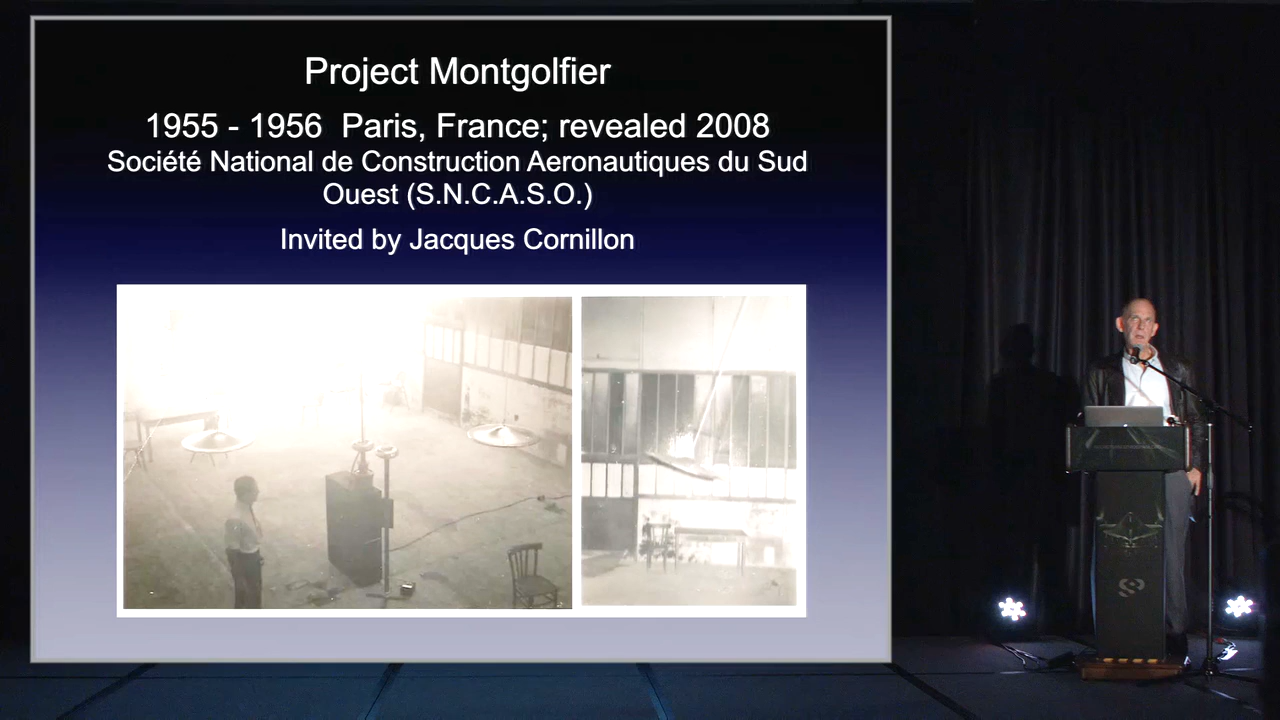 Project Montgolfier
1955 - 1956  Paris, France; revealed 2008
Société National de Construction Aeronautiques du Sud
Ouest (S.N.C.A.S.O.)
Invited by Jacques Cornillon